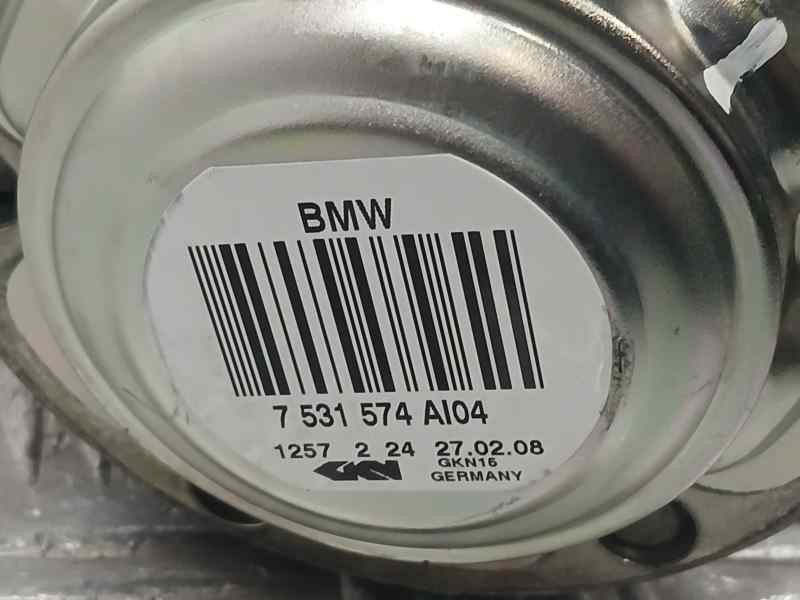 BMW
7 531 574 AI04
1257 2 24 27.02.08
GKN GKN16
GERMANY